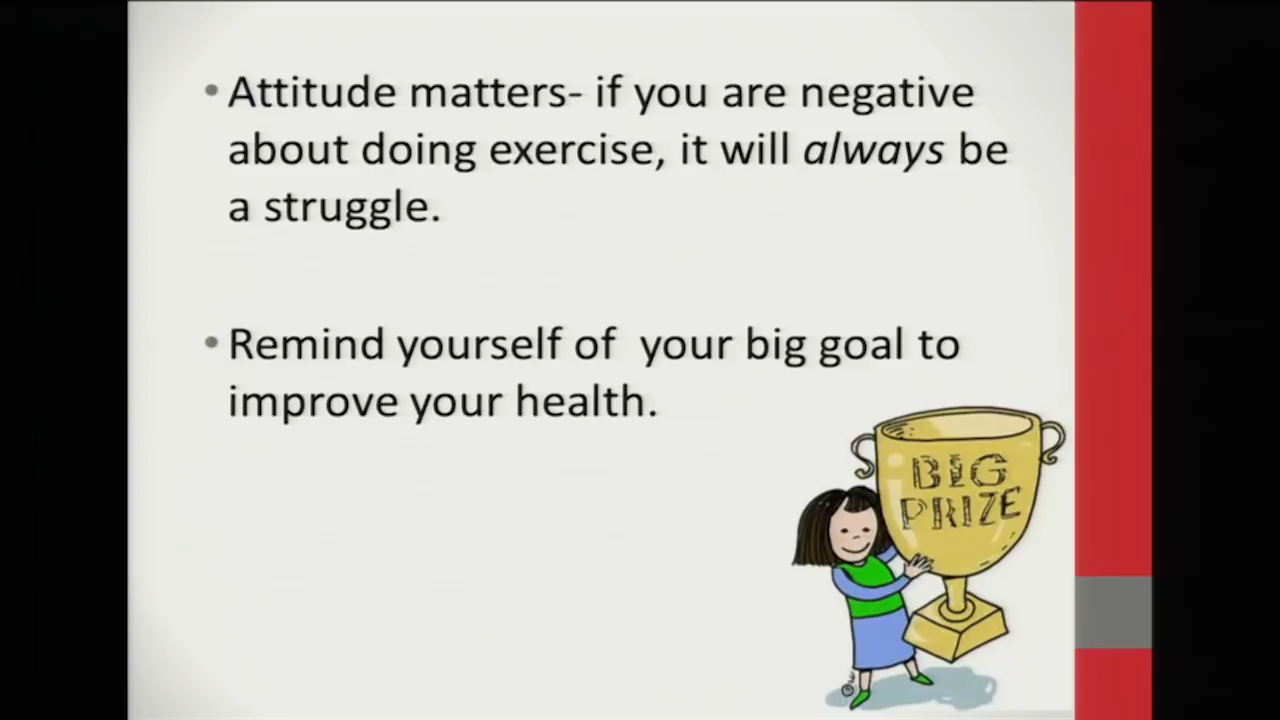 • Attitude matters- if you are negative
about doing exercise, it will always be
a struggle.
• Remind yourself of  your big goal to
improve your health.
BIG
PRIZE